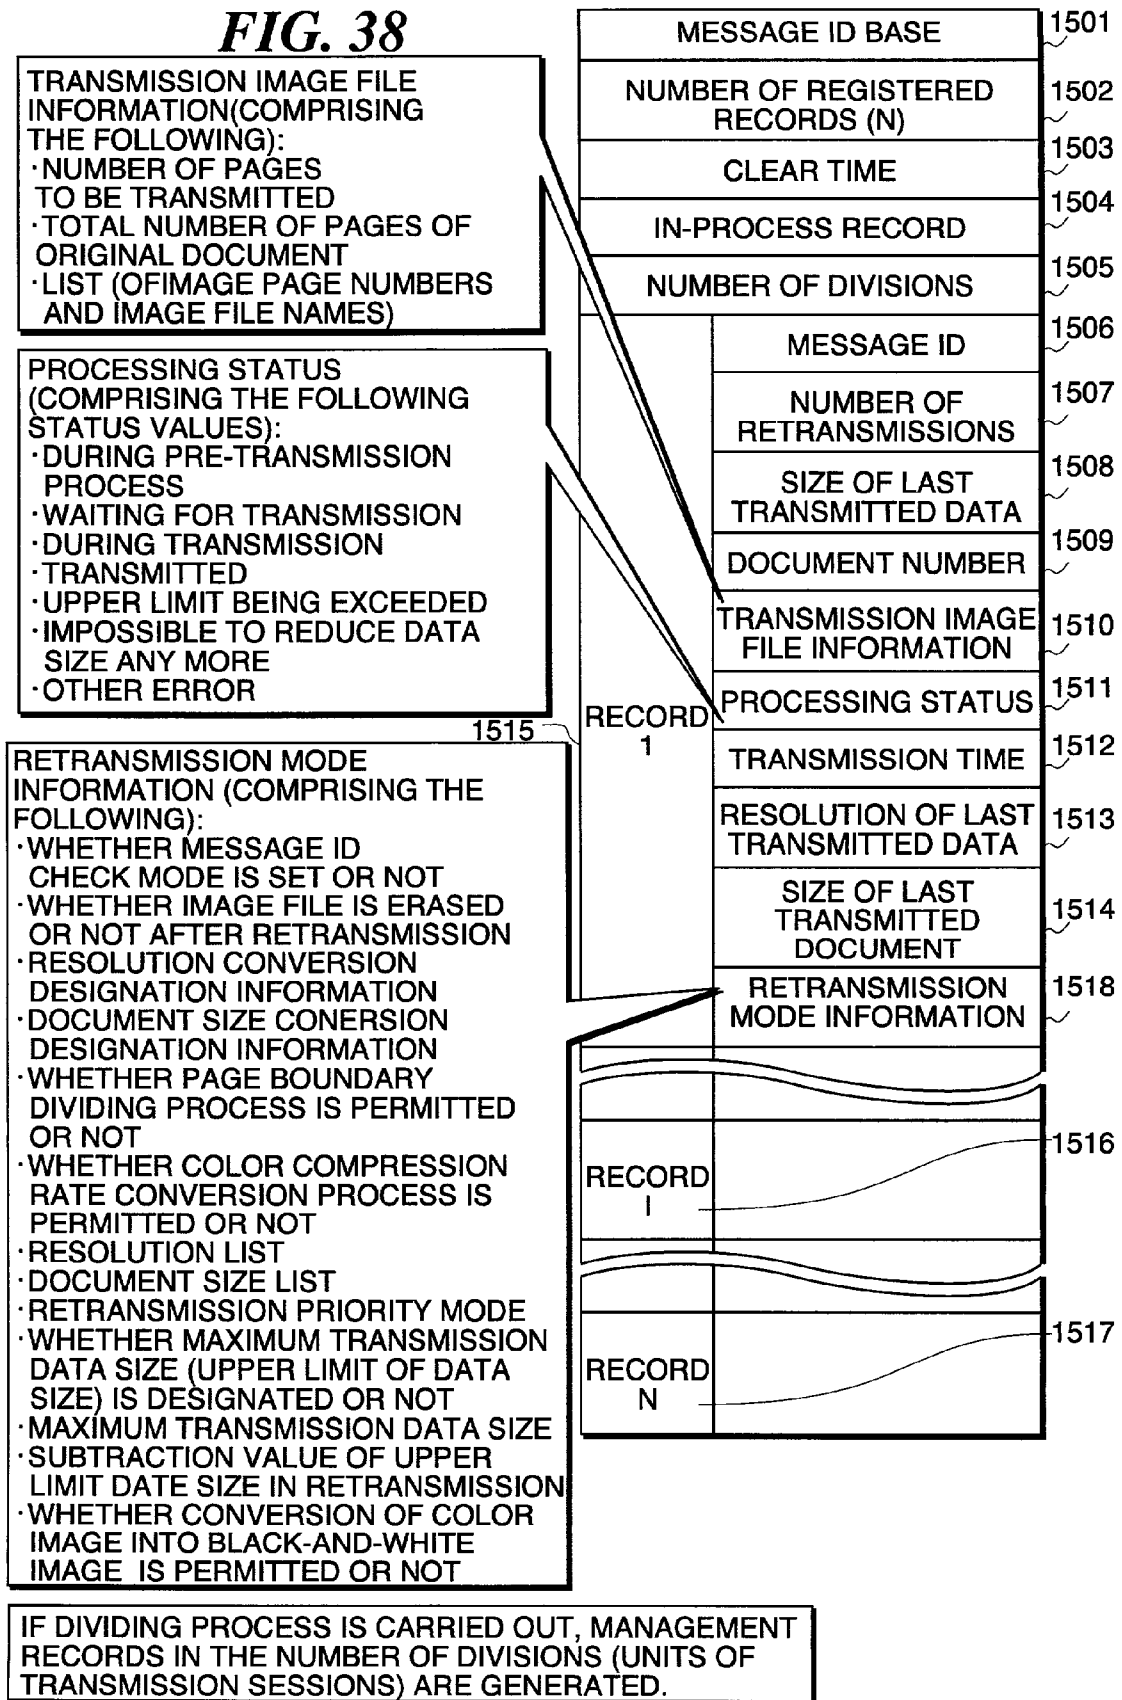 FIG. 38
TRANSMISSION IMAGE FILE
INFORMATION(COMPRISING
THE FOLLOWING):
·NUMBER OF PAGES
TO BE TRANSMITTED
·TOTAL NUMBER OF PAGES OF
ORIGINAL DOCUMENT
·LIST (OFIMAGE PAGE NUMBERS
AND IMAGE FILE NAMES)
PROCESSING STATUS
(COMPRISING THE FOLLOWING
STATUS VALUES):
·DURING PRE-TRANSMISSION
PROCESS
·WAITING FOR TRANSMISSION
·DURING TRANSMISSION
·TRANSMITTED
·UPPER LIMIT BEING EXCEEDED
·IMPOSSIBLE TO REDUCE DATA
SIZE ANY MORE
·OTHER ERROR
1515
RETRANSMISSION MODE
INFORMATION (COMPRISING THE
FOLLOWING):
·WHETHER MESSAGE ID
CHECK MODE IS SET OR NOT
·WHETHER IMAGE FILE IS ERASED
OR NOT AFTER RETRANSMISSION
·RESOLUTION CONVERSION
DESIGNATION INFORMATION
·DOCUMENT SIZE CONERSION
DESIGNATION INFORMATION
·WHETHER PAGE BOUNDARY
DIVIDING PROCESS IS PERMITTED
OR NOT
·WHETHER COLOR COMPRESSION
RATE CONVERSION PROCESS IS
PERMITTED OR NOT
·RESOLUTION LIST
·DOCUMENT SIZE LIST
·RETRANSMISSION PRIORITY MODE
·WHETHER MAXIMUM TRANSMISSION
DATA SIZE (UPPER LIMIT OF DATA
SIZE) IS DESIGNATED OR NOT
·MAXIMUM TRANSMISSION DATA SIZE
·SUBTRACTION VALUE OF UPPER
LIMIT DATE SIZE IN RETRANSMISSION
·WHETHER CONVERSION OF COLOR
IMAGE INTO BLACK-AND-WHITE
IMAGE IS PERMITTED OR NOT
MESSAGE ID BASE 1501
NUMBER OF REGISTERED 1502
RECORDS (N)
CLEAR TIME 1503
IN-PROCESS RECORD 1504
NUMBER OF DIVISIONS 1505
RECORD
1
MESSAGE ID 1506
NUMBER OF 1507
RETRANSMISSIONS
SIZE OF LAST 1508
TRANSMITTED DATA
DOCUMENT NUMBER 1509
TRANSMISSION IMAGE 1510
FILE INFORMATION
PROCESSING STATUS 1511
TRANSMISSION TIME 1512
RESOLUTION OF LAST 1513
TRANSMITTED DATA
SIZE OF LAST
TRANSMITTED 1514
DOCUMENT
RETRANSMISSION 1518
MODE INFORMATION
RECORD 1516
I
RECORD 1517
N
IF DIVIDING PROCESS IS CARRIED OUT, MANAGEMENT
RECORDS IN THE NUMBER OF DIVISIONS (UNITS OF
TRANSMISSION SESSIONS) ARE GENERATED.